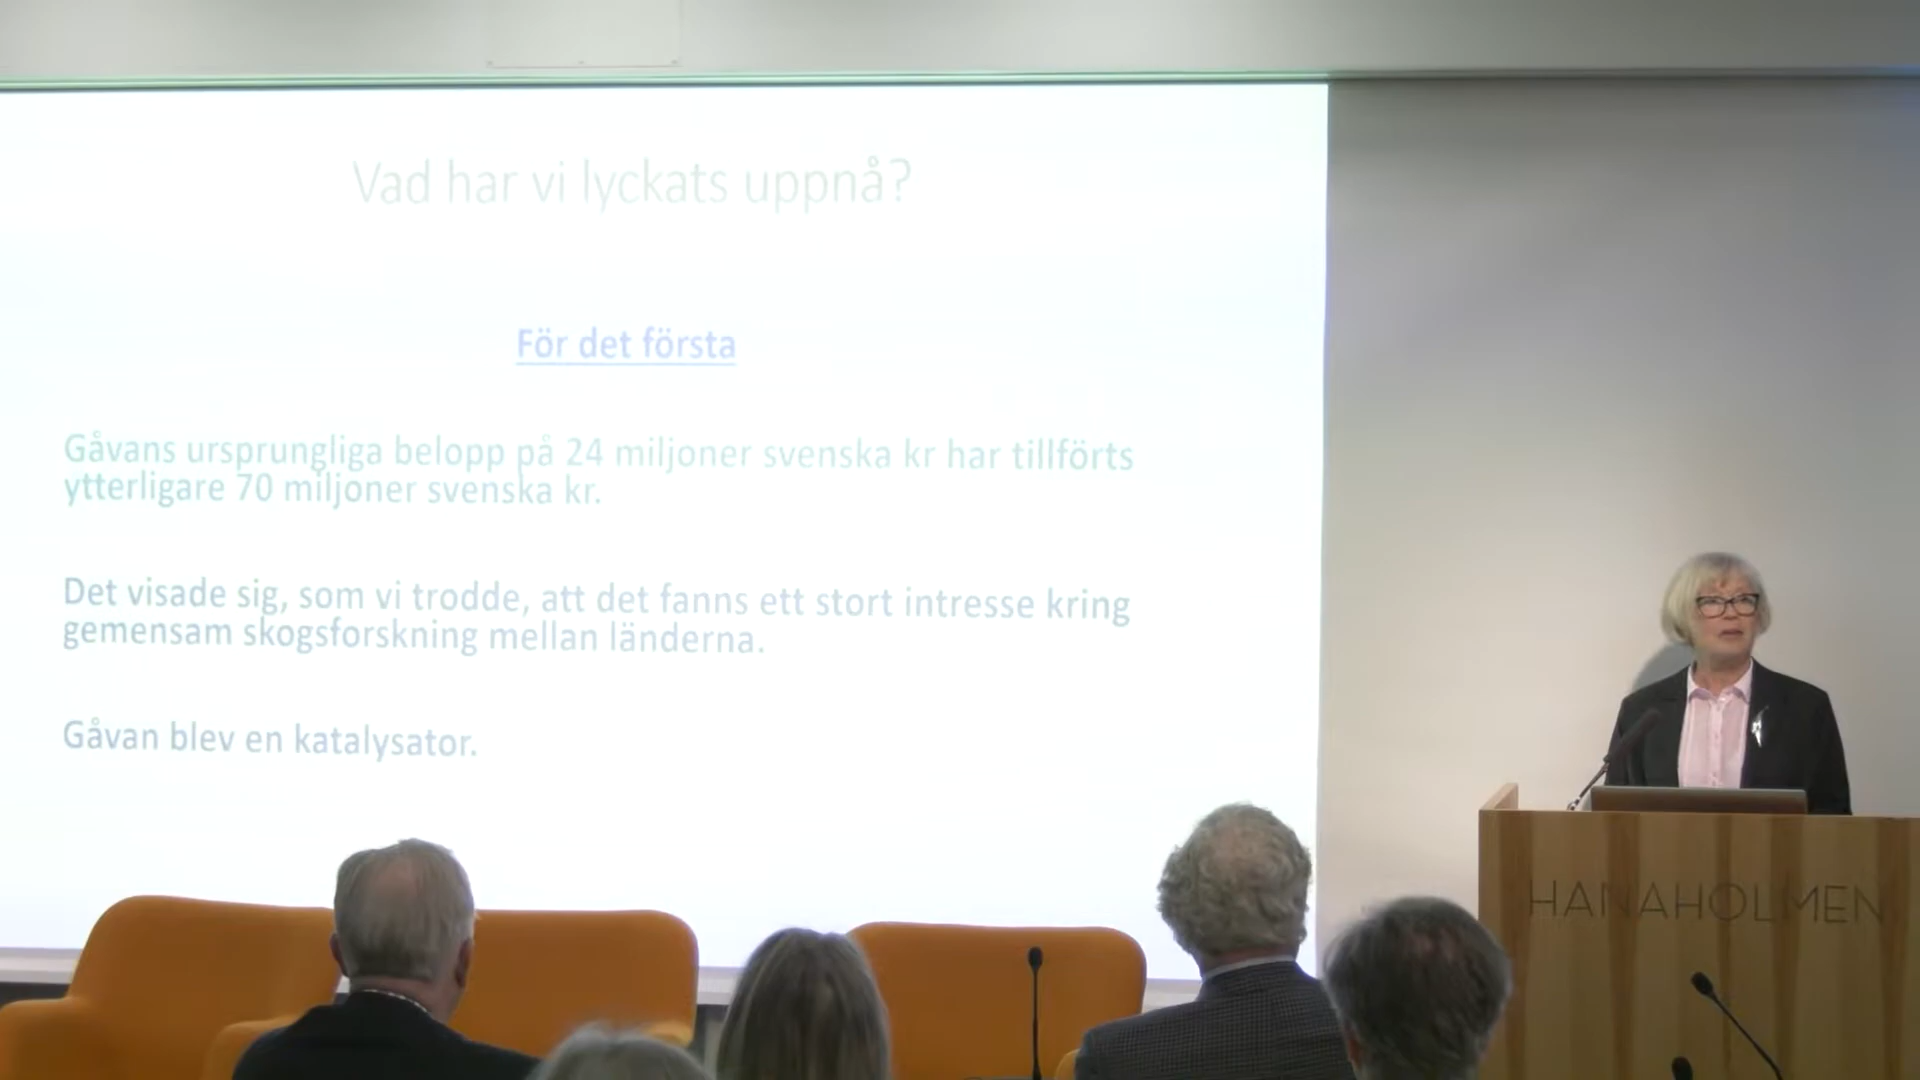 Vad har vi lyckats uppnå?
För det första
Gåvans ursprungliga belopp på 24 miljoner svenska kr har tillförts
ytterligare 70 miljoner svenska kr.
Det visade sig, som vi trodde, att det fanns ett stort intresse kring
gemensam skogsforskning mellan länderna.
Gåvan blev en katalysator.
HANAHOLMEN